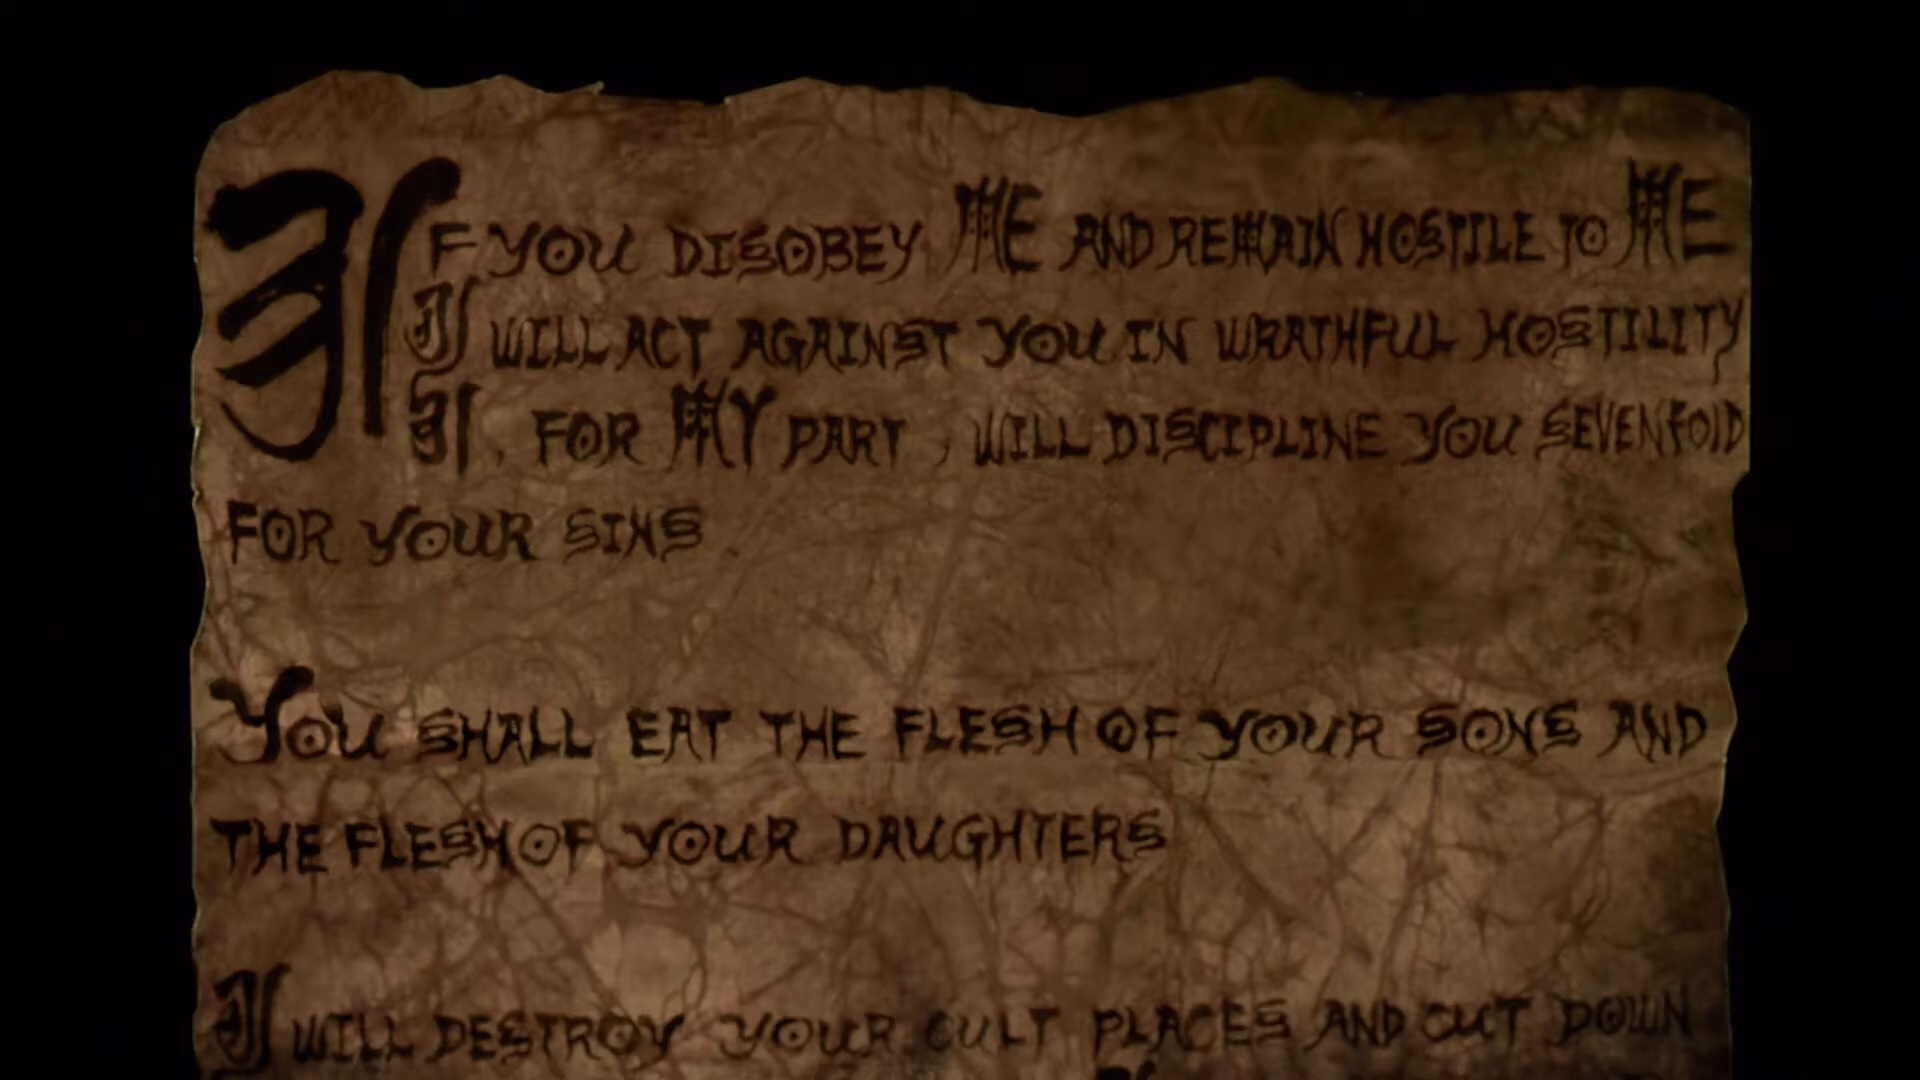 IF YOU DISOBEY ME AND REMAIN HOSTILE TO ME
I WILL ACT AGAINST YOU IN WRATHFUL HOSTILITY
I, FOR MY PART, WILL DISCIPLINE YOU SEVENFOLD
FOR YOUR SINS
YOU SHALL EAT THE FLESH OF YOUR SONS AND
THE FLESH OF YOUR DAUGHTERS
I WILL DESTROY YOUR CULT PLACES AND CUT DOWN